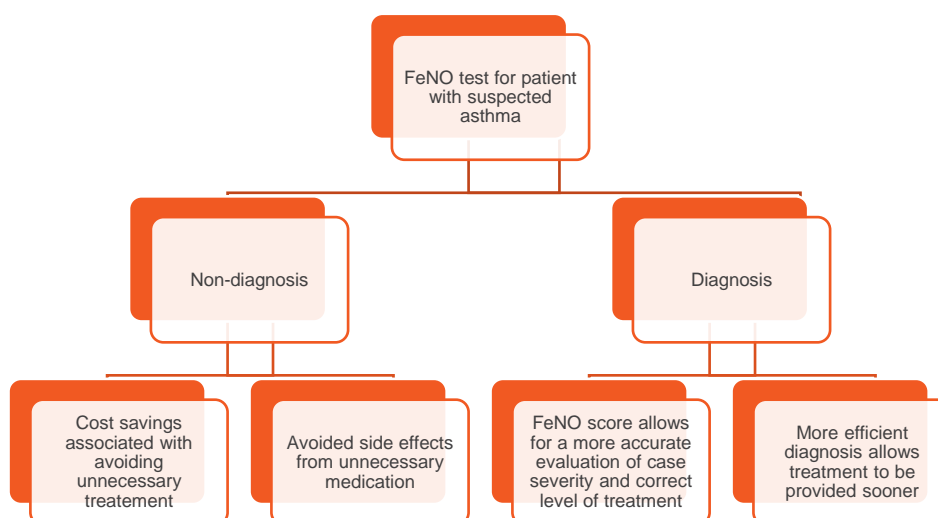 FeNO test for patient
with suspected
asthma
Non-diagnosis
Diagnosis
Cost savings
associated with
avoiding
unnecessary
treatement
Avoided side effects
from unnecessary
medication
FeNO score allows
for a more accurate
evaluation of case
severity and correct
level of treatment
More efficient
diagnosis allows
treatment to be
provided sooner